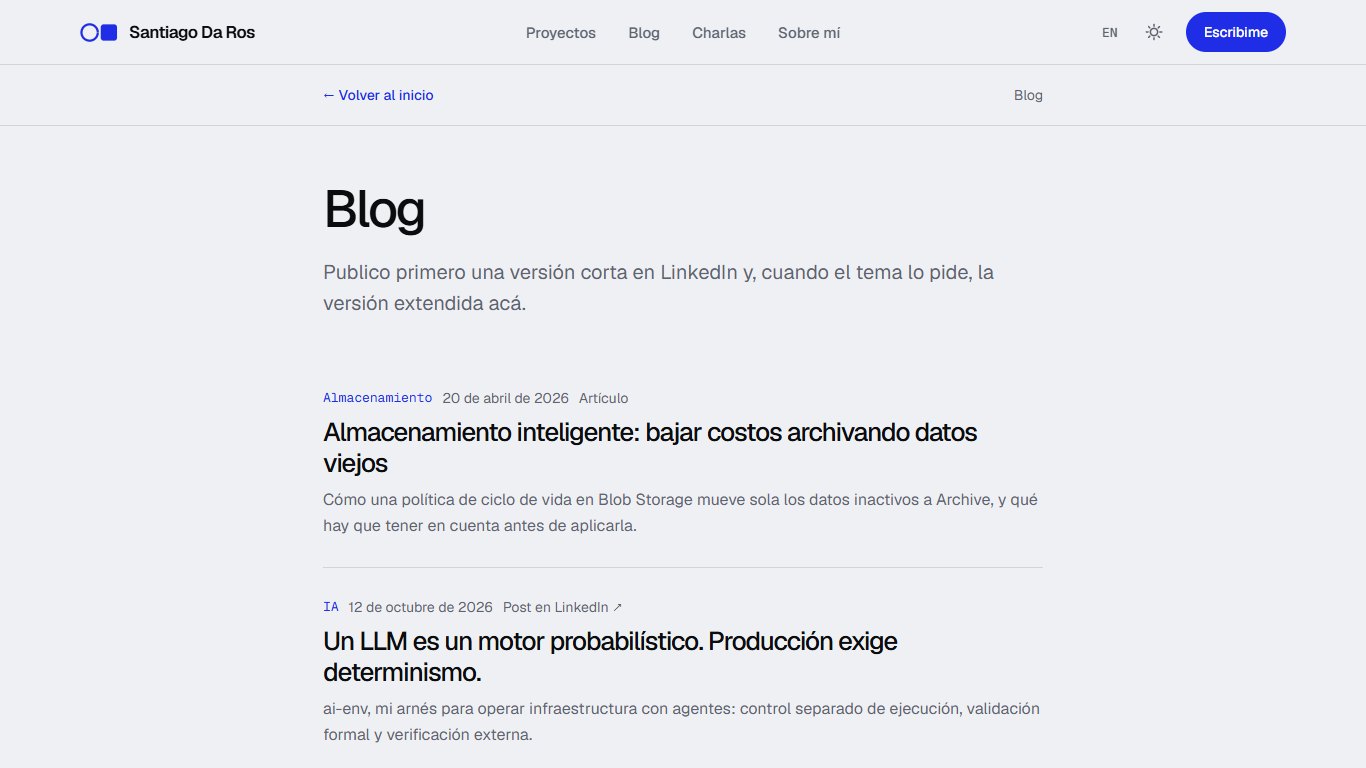 Santiago Da Ros
Proyectos
Blog
Charlas
Sobre mí
EN
Escribime
← Volver al inicio
Blog
Blog
Publico primero una versión corta en LinkedIn y, cuando el tema lo pide, la
versión extendida acá.
Almacenamiento 20 de abril de 2026 Artículo
Almacenamiento inteligente: bajar costos archivando datos
viejos
Cómo una política de ciclo de vida en Blob Storage mueve sola los datos inactivos a Archive, y qué
hay que tener en cuenta antes de aplicarla.
IA 12 de octubre de 2026 Post en LinkedIn ↗
Un LLM es un motor probabilístico. Producción exige
determinismo.
ai-env, mi arnés para operar infraestructura con agentes: control separado de ejecución, validación
formal y verificación externa.